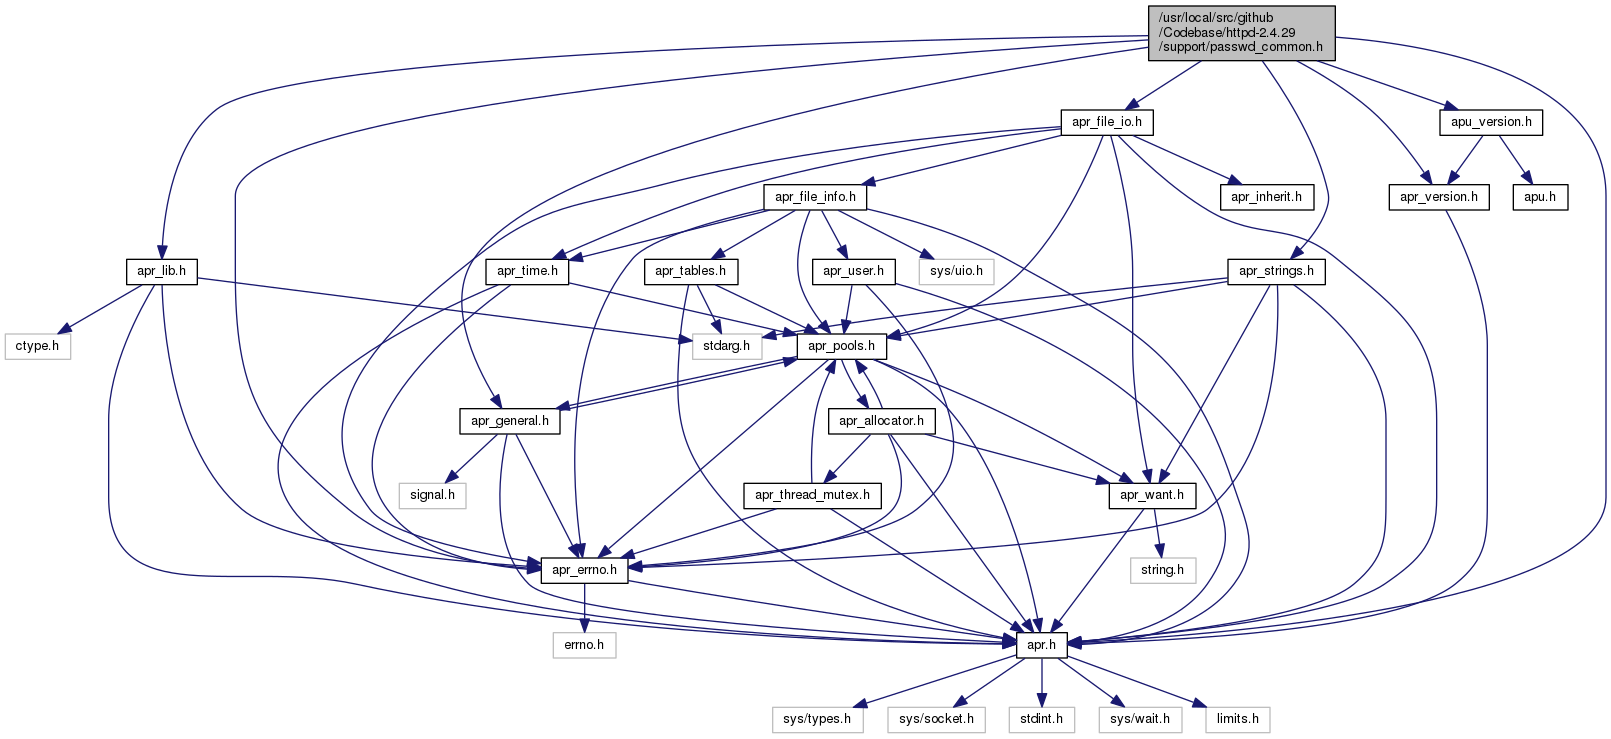 /usr/local/src/github
/Codebase/httpd-2.4.29
/support/passwd_common.h
apr_file_io.h
apu_version.h
apr_file_info.h
apr_inherit.h
apr_version.h
apu.h
apr_lib.h
apr_time.h
apr_tables.h
apr_user.h
sys/uio.h
apr_strings.h
ctype.h
stdarg.h
apr_pools.h
apr_general.h
apr_allocator.h
signal.h
apr_thread_mutex.h
apr_want.h
apr_errno.h
string.h
errno.h
apr.h
sys/types.h
sys/socket.h
stdint.h
sys/wait.h
limits.h